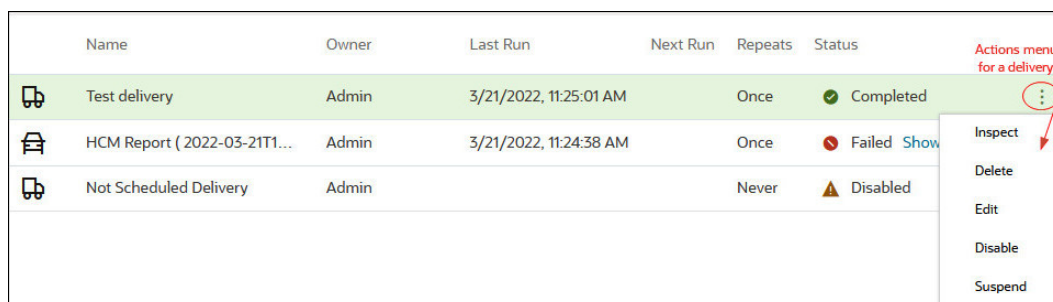 Name Owner Last Run Next Run Repeats Status Actions menu
for a delivery
Test delivery Admin 3/21/2022, 11:25:01 AM Once Completed
HCM Report ( 2022-03-21T1... Admin 3/21/2022, 11:24:38 AM Once Failed Show
Not Scheduled Delivery Admin Never Disabled
Inspect
Delete
Edit
Disable
Suspend